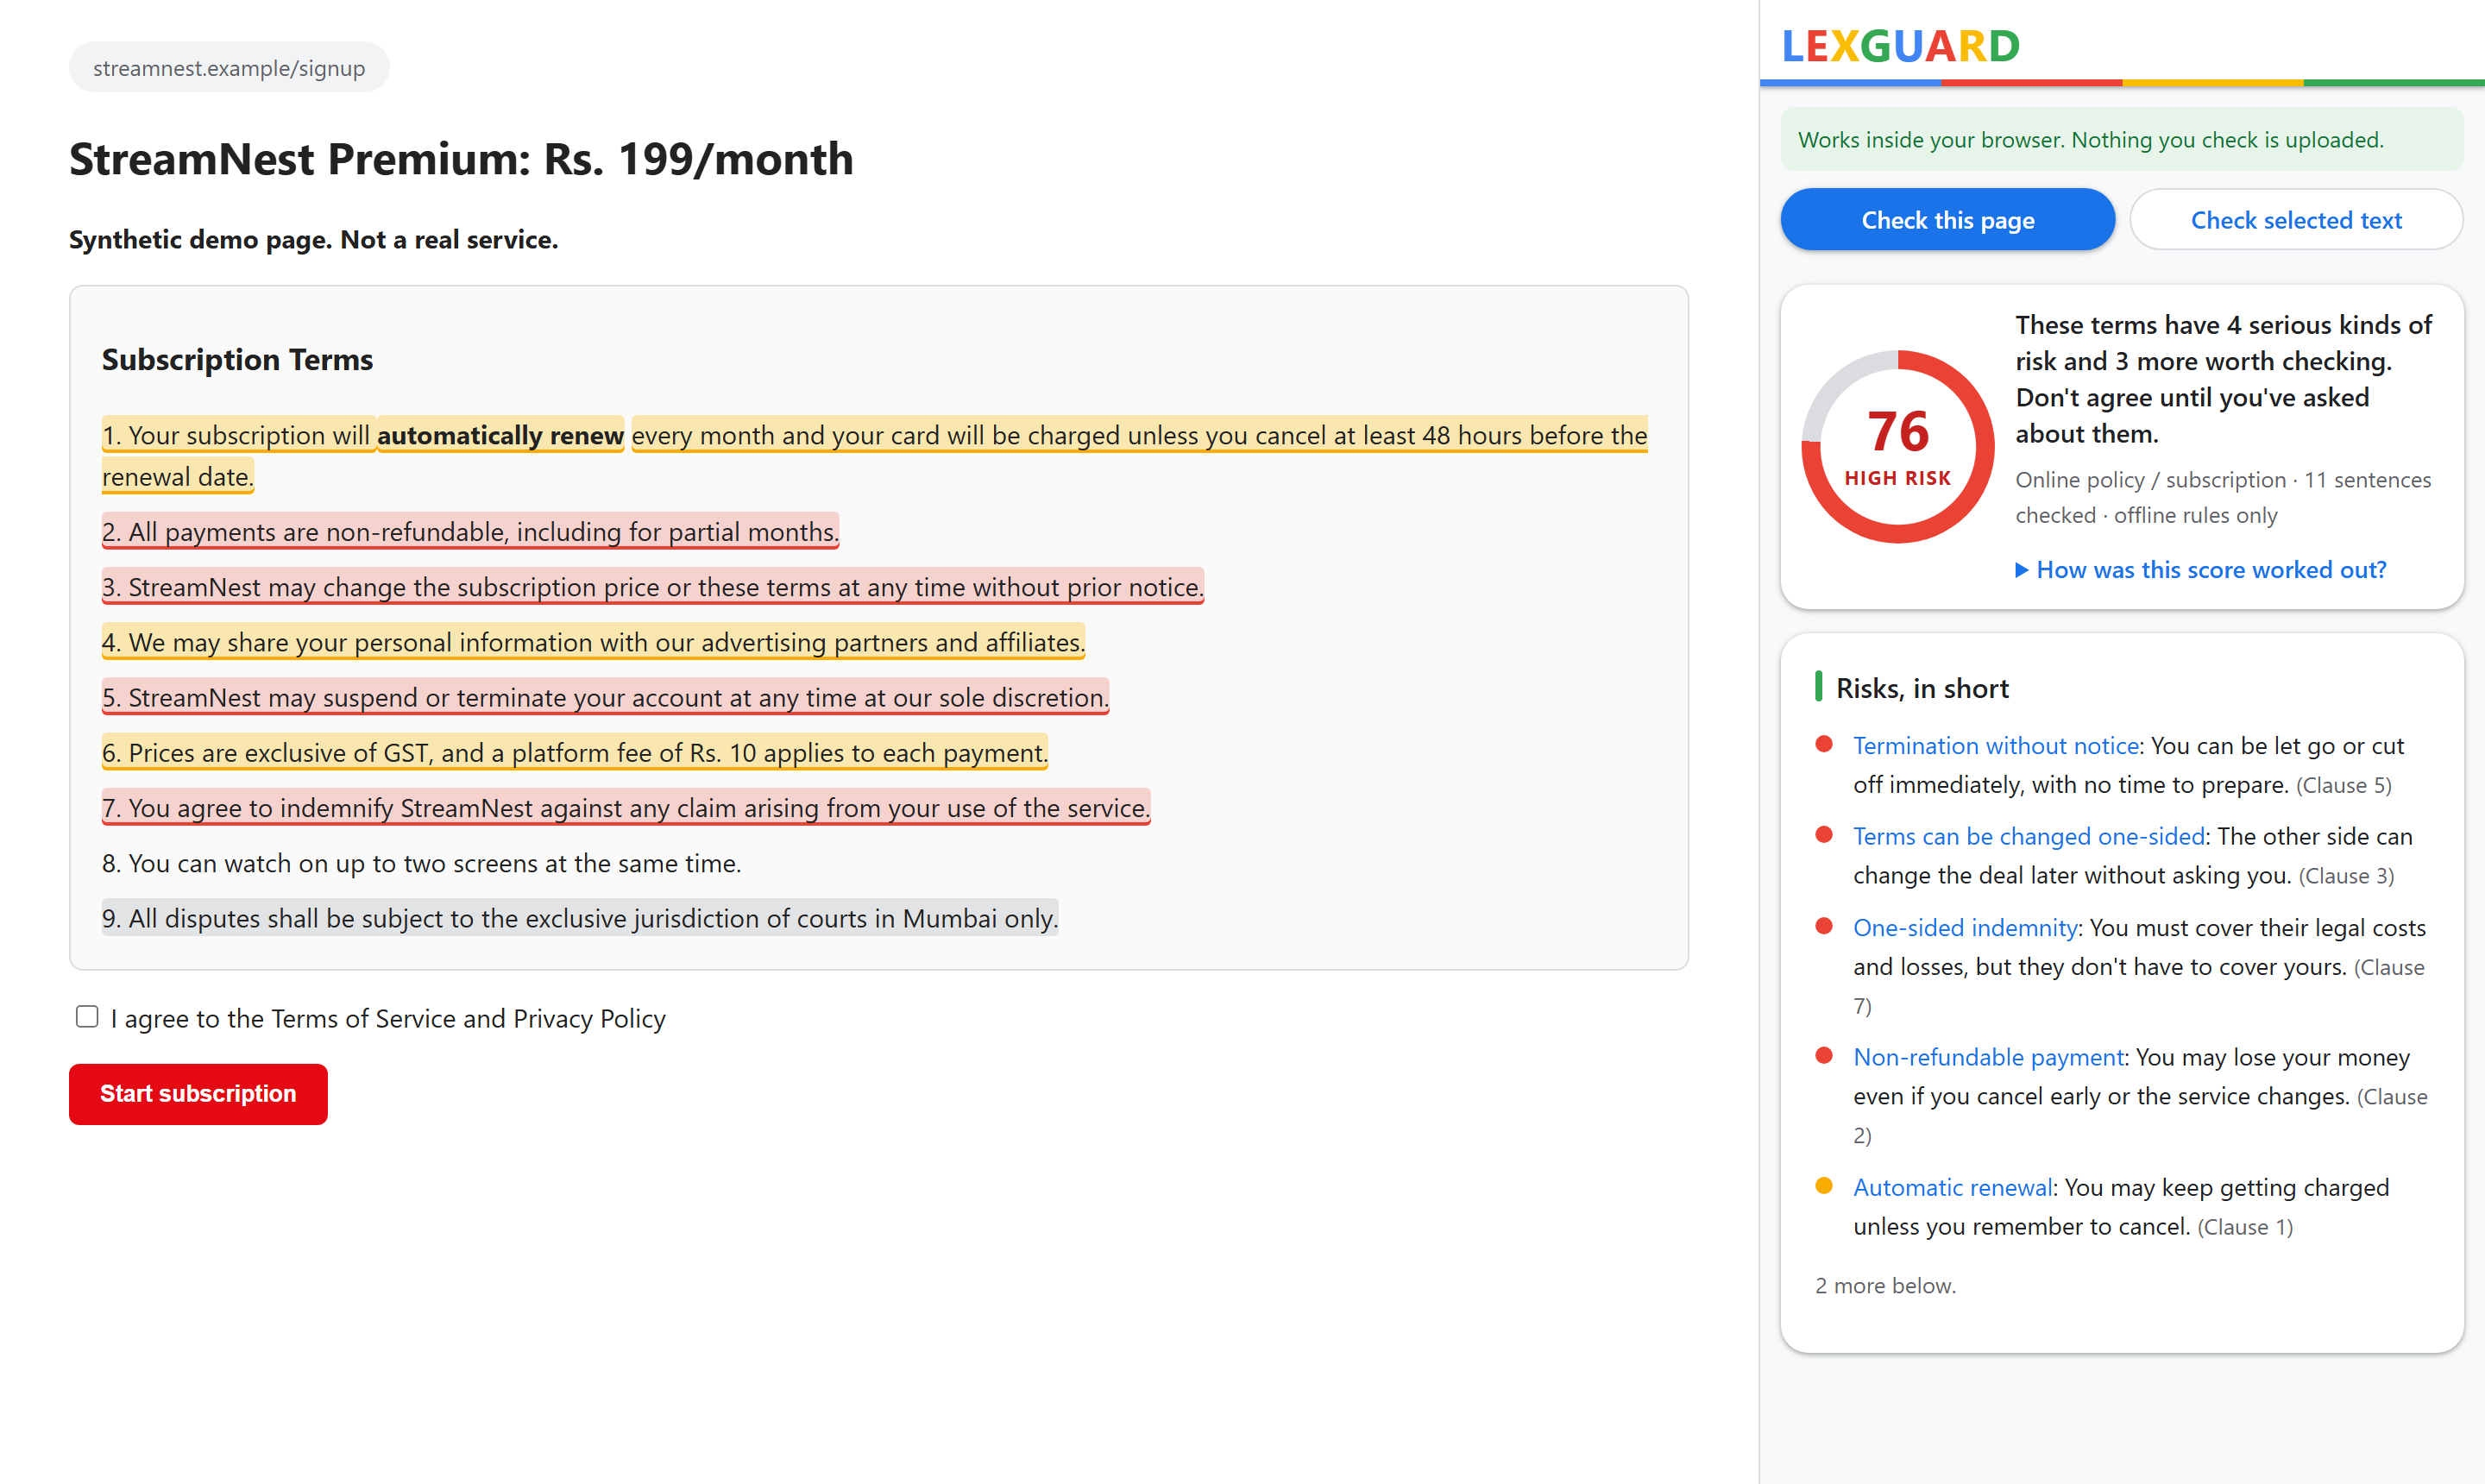 streamnest.example/signup
StreamNest Premium: Rs. 199/month
Synthetic demo page. Not a real service.
Subscription Terms
1. Your subscription will automatically renew every month and your card will be charged unless you cancel at least 48 hours before the
renewal date.
2. All payments are non-refundable, including for partial months.
3. StreamNest may change the subscription price or these terms at any time without prior notice.
4. We may share your personal information with our advertising partners and affiliates.
5. StreamNest may suspend or terminate your account at any time at our sole discretion.
6. Prices are exclusive of GST, and a platform fee of Rs. 10 applies to each payment.
7. You agree to indemnify StreamNest against any claim arising from your use of the service.
8. You can watch on up to two screens at the same time.
9. All disputes shall be subject to the exclusive jurisdiction of courts in Mumbai only.
I agree to the Terms of Service and Privacy Policy
Start subscription
LEXGUARD
Works inside your browser. Nothing you check is uploaded.
Check this page
Check selected text
76
HIGH RISK
These terms have 4 serious kinds of
risk and 3 more worth checking.
Don't agree until you've asked
about them.
Online policy / subscription · 11 sentences
checked · offline rules only
How was this score worked out?
Risks, in short
Termination without notice: You can be let go or cut
off immediately, with no time to prepare. (Clause 5)
Terms can be changed one-sided: The other side can
change the deal later without asking you. (Clause 3)
One-sided indemnity: You must cover their legal costs
and losses, but they don't have to cover yours. (Clause
7)
Non-refundable payment: You may lose your money
even if you cancel early or the service changes. (Clause
2)
Automatic renewal: You may keep getting charged
unless you remember to cancel. (Clause 1)
2 more below.